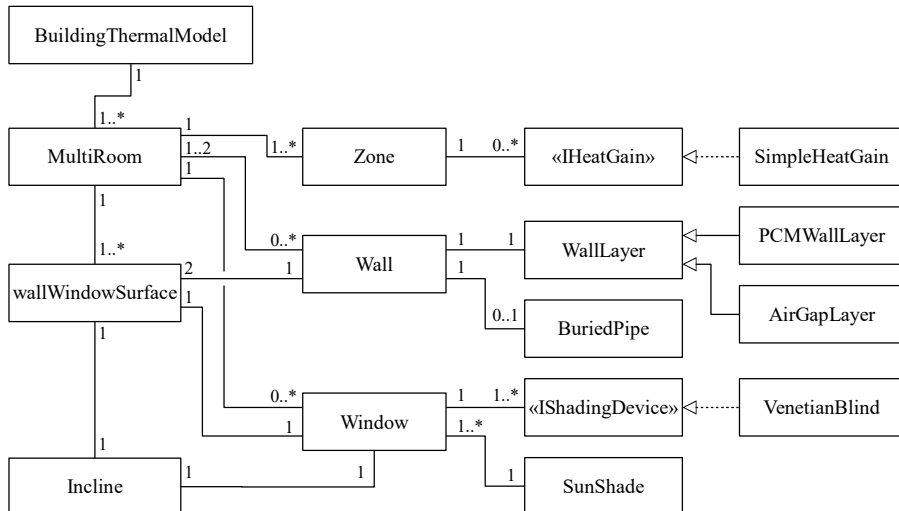 BuildingThermalModel
1
1..*
1
1..*
1
0..*
MultiRoom
1..2
Zone
«IHeatGain»
SimpleHeatGain
1
1
1..*
0..*
1
1
PCMWallLayer
wallWindowSurface
2
1
Wall
WallLayer
1
1
1
0..1
BuriedPipe
AirGapLayer
0..*
1
1..*
1
Window
1..*
«IShadingDevice»
VenetianBlind
1
1
1
1
Incline
SunShade